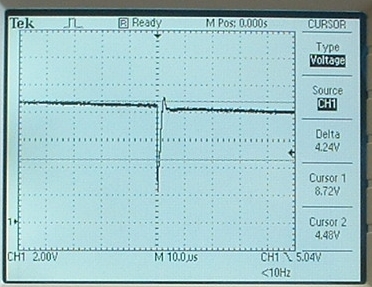 Tek R Ready M Pos: 0.000s CURSOR
Type
Voltage
Source
CH1
Delta
4.24V
Cursor 1
8.72V
Cursor 2
4.48V
1
CH1 2.00V M 10.0µs CH1 5.04V
<10Hz